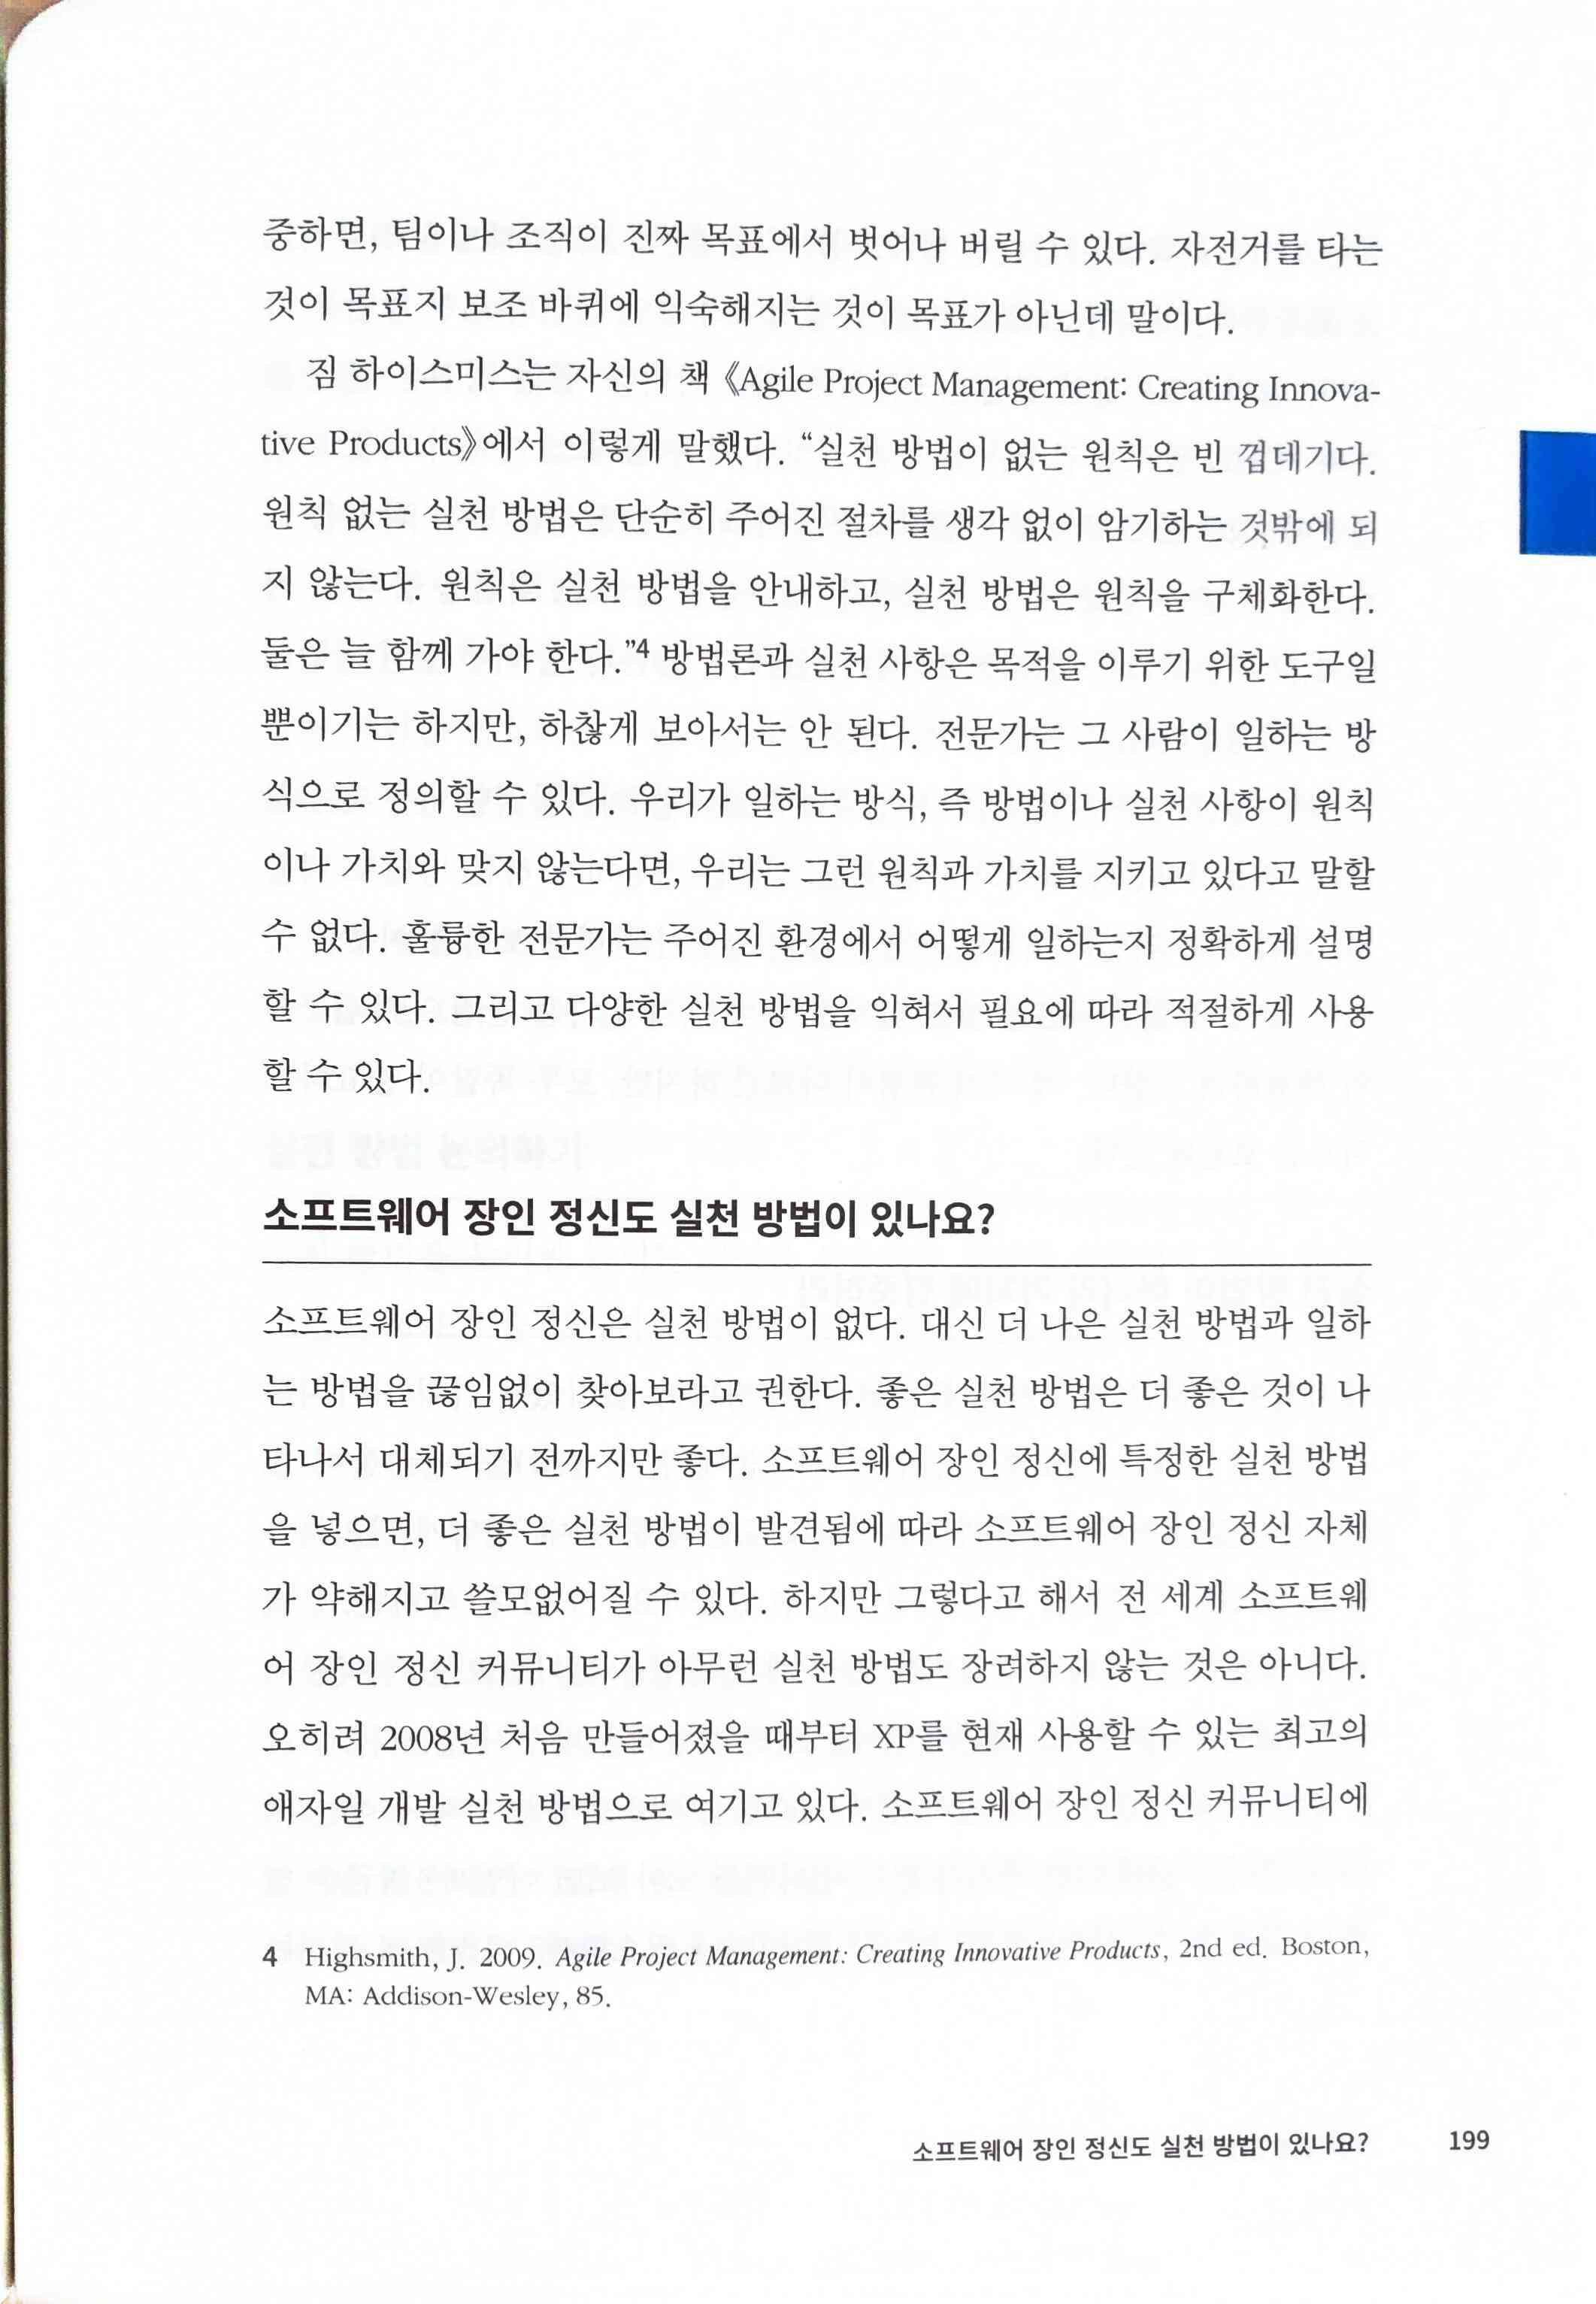 중하면, 팀이나 조직이 진짜 목표에서 벗어나 버릴 수 있다. 자전거를 타는
것이 목표지 보조 바퀴에 익숙해지는 것이 목표가 아닌데 말이다.
짐 하이스미스는 자신의 책 《Agile Project Management: Creating Innova-
tive Products》에서 이렇게 말했다. “실천 방법이 없는 원칙은 빈 껍데기다.
원칙 없는 실천 방법은 단순히 주어진 절차를 생각 없이 암기하는 것밖에 되
지 않는다. 원칙은 실천 방법을 안내하고, 실천 방법은 원칙을 구체화한다.
둘은 늘 함께 가야 한다.”4 방법론과 실천 사항은 목적을 이루기 위한 도구일
뿐이기는 하지만, 하찮게 보아서는 안 된다. 전문가는 그 사람이 일하는 방
식으로 정의할 수 있다. 우리가 일하는 방식, 즉 방법이나 실천 사항이 원칙
이나 가치와 맞지 않는다면, 우리는 그런 원칙과 가치를 지키고 있다고 말할
수 없다. 훌륭한 전문가는 주어진 환경에서 어떻게 일하는지 정확하게 설명
할 수 있다. 그리고 다양한 실천 방법을 익혀서 필요에 따라 적절하게 사용
할 수 있다.
소프트웨어 장인 정신도 실천 방법이 있나요?
소프트웨어 장인 정신은 실천 방법이 없다. 대신 더 나은 실천 방법과 일하
는 방법을 끊임없이 찾아보라고 권한다. 좋은 실천 방법은 더 좋은 것이 나
타나서 대체되기 전까지만 좋다. 소프트웨어 장인 정신에 특정한 실천 방법
을 넣으면, 더 좋은 실천 방법이 발견됨에 따라 소프트웨어 장인 정신 자체
가 약해지고 쓸모없어질 수 있다. 하지만 그렇다고 해서 전 세계 소프트웨
어 장인 정신 커뮤니티가 아무런 실천 방법도 장려하지 않는 것은 아니다.
오히려 2008년 처음 만들어졌을 때부터 XP를 현재 사용할 수 있는 최고의
애자일 개발 실천 방법으로 여기고 있다. 소프트웨어 장인 정신 커뮤니티에
4 Highsmith, J. 2009. Agile Project Management: Creating Innovative Products, 2nd ed. Boston,
MA: Addison-Wesley, 85.
소프트웨어 장인 정신도 실천 방법이 있나요? 199